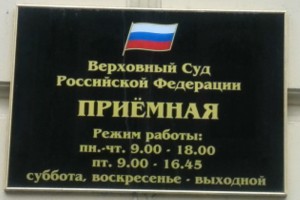 Верховный Суд
Российской Федерации
ПРИЁМНАЯ
Режим работы:
пн.-чт. 9.00 - 18.00
пт. 9.00 - 16.45
суббота, воскресенье - выходной